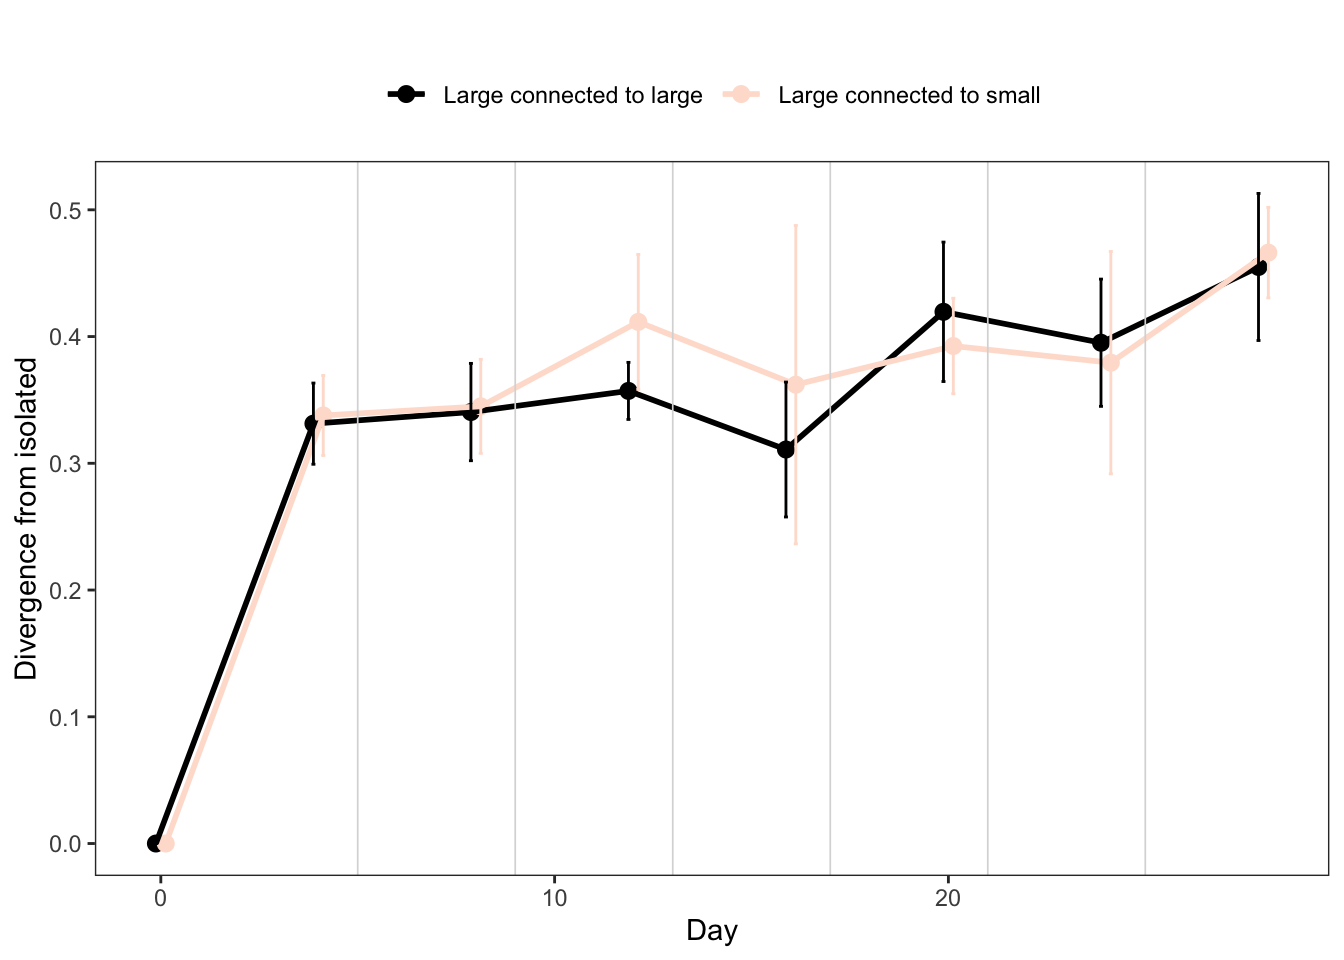 Large connected to large
Large connected to small
Divergence from isolated
0.5
0.4
0.3
0.2
0.1
0.0
0
10
20
Day